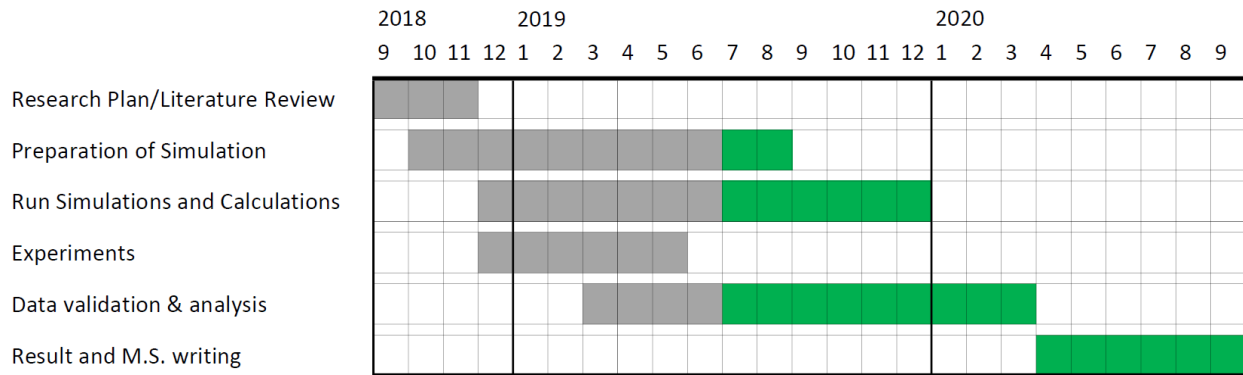 2018 2019 2020
9 10 11 12 1 2 3 4 5 6 7 8 9 10 11 12 1 2 3 4 5 6 7 8 9
Research Plan/Literature Review
Preparation of Simulation
Run Simulations and Calculations
Experiments
Data validation & analysis
Result and M.S. writing